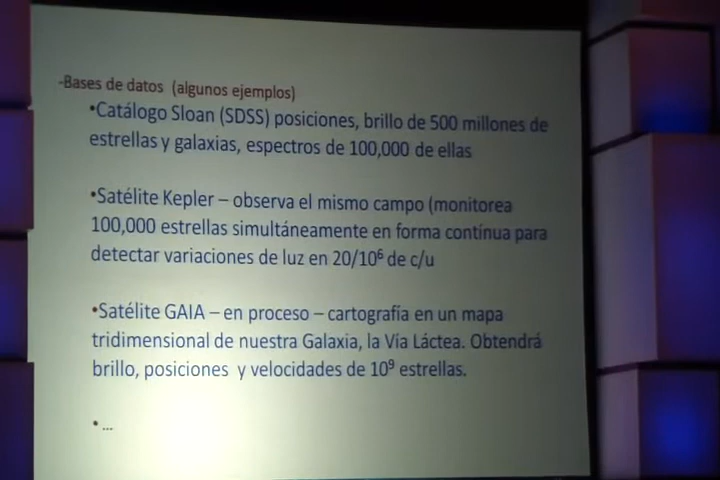 -Bases de datos (algunos ejemplos)
•Catálogo Sloan (SDSS) posiciones, brillo de 500 millones de
estrellas y galaxias, espectros de 100,000 de ellas
•Satélite Kepler – observa el mismo campo (monitorea
100,000 estrellas simultáneamente en forma contínua para
detectar variaciones de luz en 20/10⁶ de c/u
•Satélite GAIA – en proceso – cartografía en un mapa
tridimensional de nuestra Galaxia, la Vía Láctea. Obtendrá
brillo, posiciones y velocidades de 10⁹ estrellas.
•...